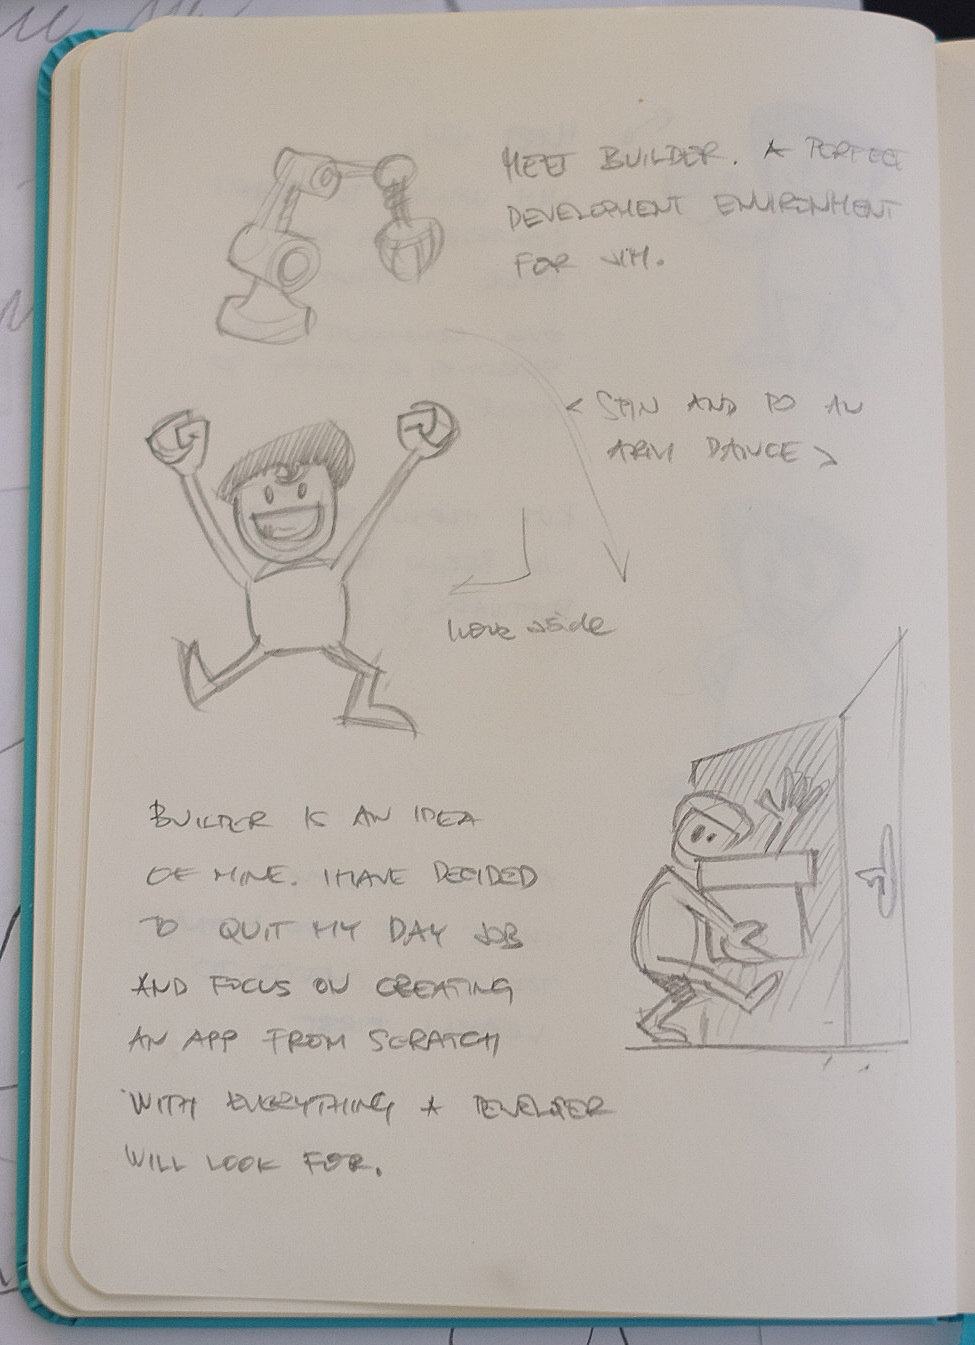 MEET BUILDER. A PERFECT
DEVELOPMENT ENVIRONMENT
FOR VIM.
< SPIN AND DO AN
ARM DANCE >
Move aside
BUILDER IS AN IDEA
OF MINE. I HAVE DECIDED
TO QUIT MY DAY JOB
AND FOCUS ON CREATING
AN APP FROM SCRATCH
WITH EVERYTHING A DEVELOPER
WILL LOOK FOR.